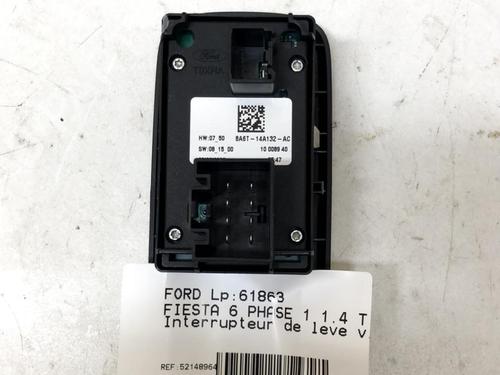 Ford
HW:07_50 8A6T-14A132-AC
SW:08_15_00 10 0089 40
FORD Lp:61863
FIESTA 6 PHASE 1 1.4 T
Interrupteur de leve v
REF:52148964